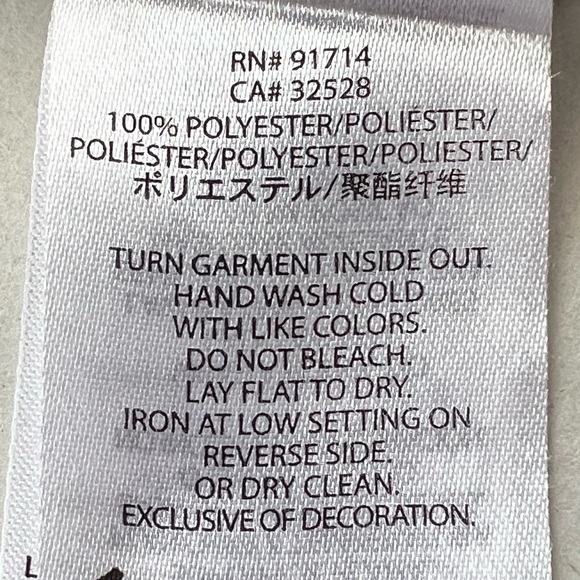 RN# 91714
CA# 32528
100% POLYESTER/POLIÉSTER/
POLIÉSTER/POLYESTER/POLIESTER/
ポリエステル/聚酯纤维
TURN GARMENT INSIDE OUT.
HAND WASH COLD
WITH LIKE COLORS.
DO NOT BLEACH.
LAY FLAT TO DRY.
IRON AT LOW SETTING ON
REVERSE SIDE.
OR DRY CLEAN.
EXCLUSIVE OF DECORATION.
L